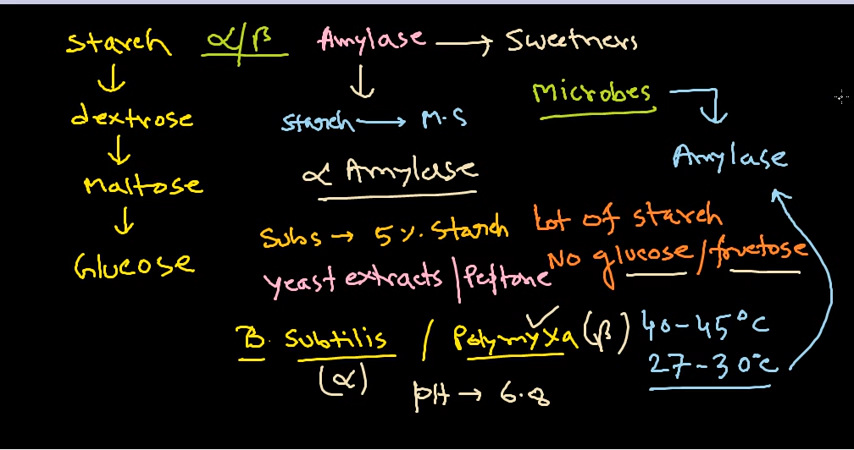 Starch α/β Amylase → Sweetners
↓
dextrose
↓
Maltose
↓
Glucose
↓
Starch → M.S
α Amylase
Microbes
Amylase
Subs → 5%. Starch
Yeast extracts / Peptone
Lot of starch
No glucose/fructose
B. Subtilis / Polymyxa (β)
(α)
pH → 6.8
40-45°C
27-30°C